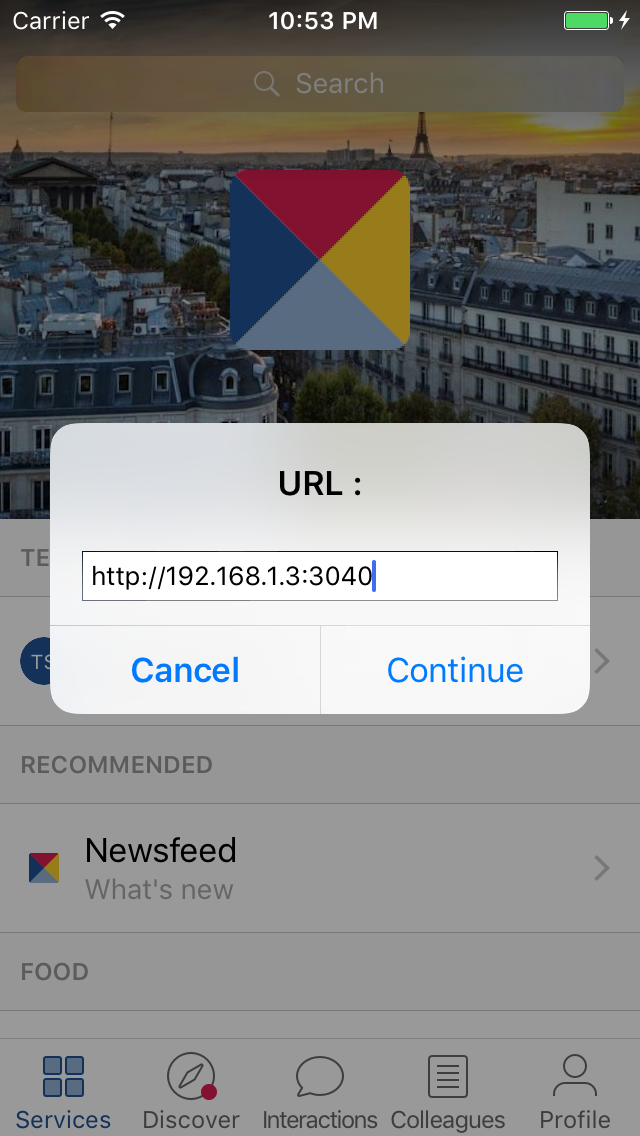 Carrier 10:53 PM
Search
URL :
http://192.168.1.3:3040
Cancel Continue
TE
TS
RECOMMENDED
Newsfeed
What's new
FOOD
Services Discover Interactions Colleagues Profile